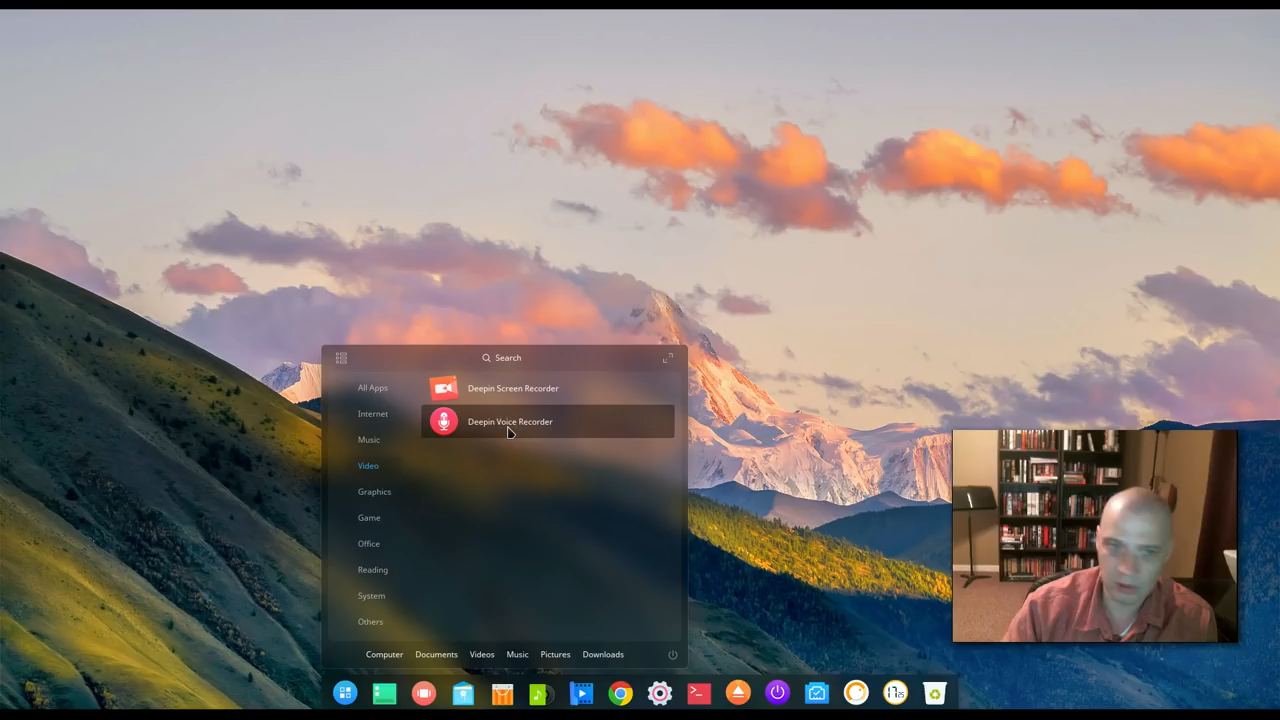 Search
All Apps
Deepin Screen Recorder
Internet
Deepin Voice Recorder
Music
Video
Graphics
Game
Office
Reading
System
Others
Computer Documents Videos Music Pictures Downloads